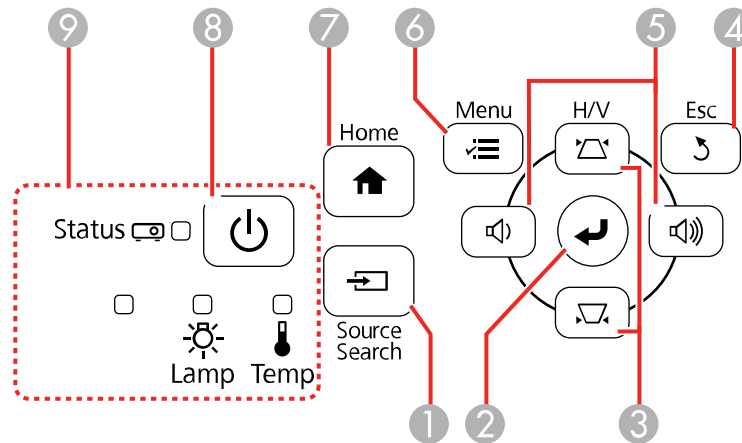 9 8 7 6 5 4
Menu H/V Esc
Home
Status
Source
Search
Lamp Temp
1 2 3